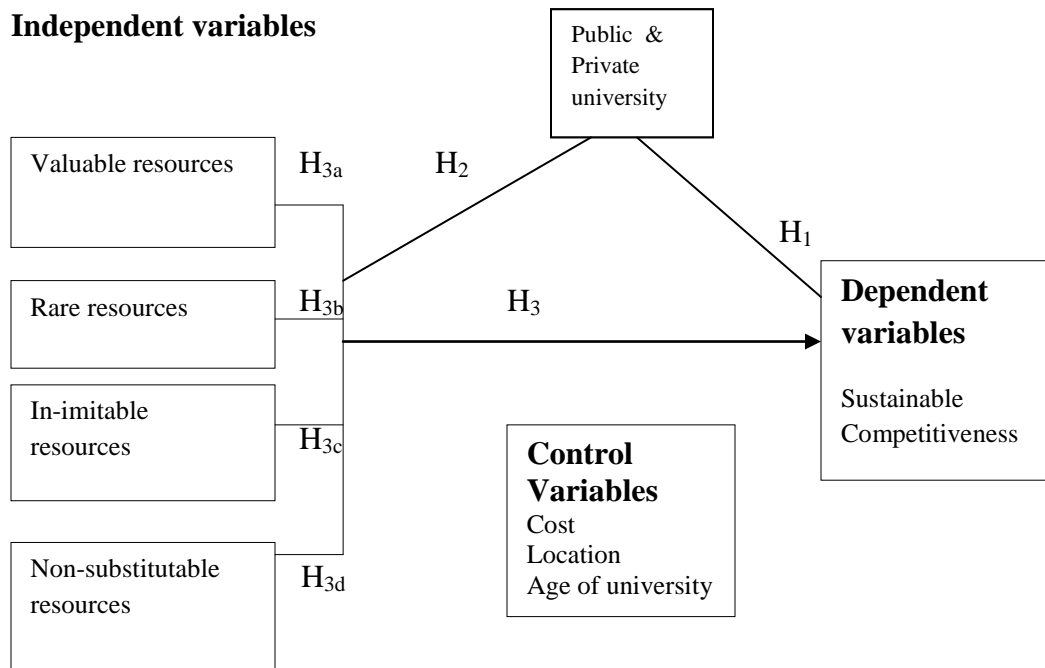 Independent variables
Public & 
Private
university
Valuable resources
H3a
H2
H1
Rare resources
H3b
H3
Dependent
variables
Sustainable
Competitiveness
In-imitable
resources
H3c
Control
Variables
Cost
Location
Age of university
Non-substitutable
resources
H3d